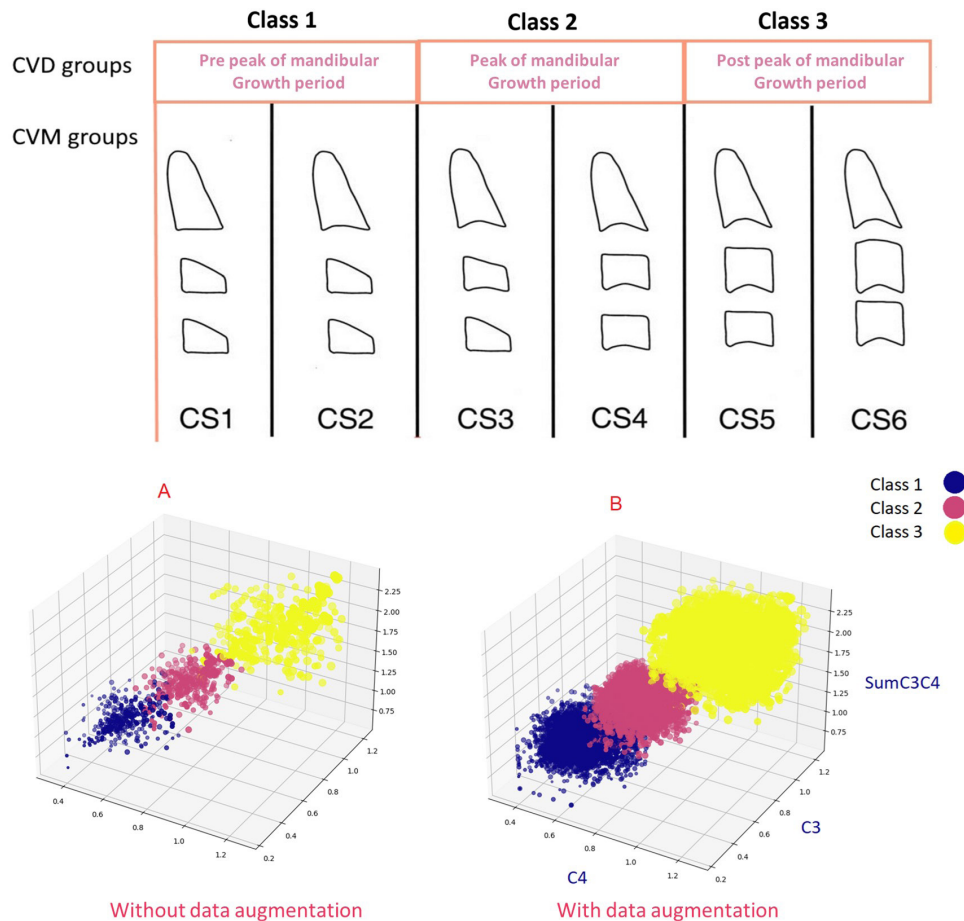 Class 1
Class 2
Class 3
CVD groups
Pre peak of mandibular
Growth period
Peak of mandibular
Growth period
Post peak of mandibular
Growth period
CVM groups
CS1
CS2
CS3
CS4
CS5
CS6
A
B
Class 1
Class 2
Class 3
2.25
2.00
1.75
1.50
1.25
1.00
0.75
1.2
1.0
0.8
0.6
0.4
0.2
0.4
0.6
0.8
1.0
1.2
2.25
2.00
1.75
1.50
1.25
1.00
0.75
SumC3C4
1.2
1.0
0.8
0.6
0.4
0.2
C3
0.4
0.6
0.8
1.0
1.2
C4
Without data augmentation
With data augmentation